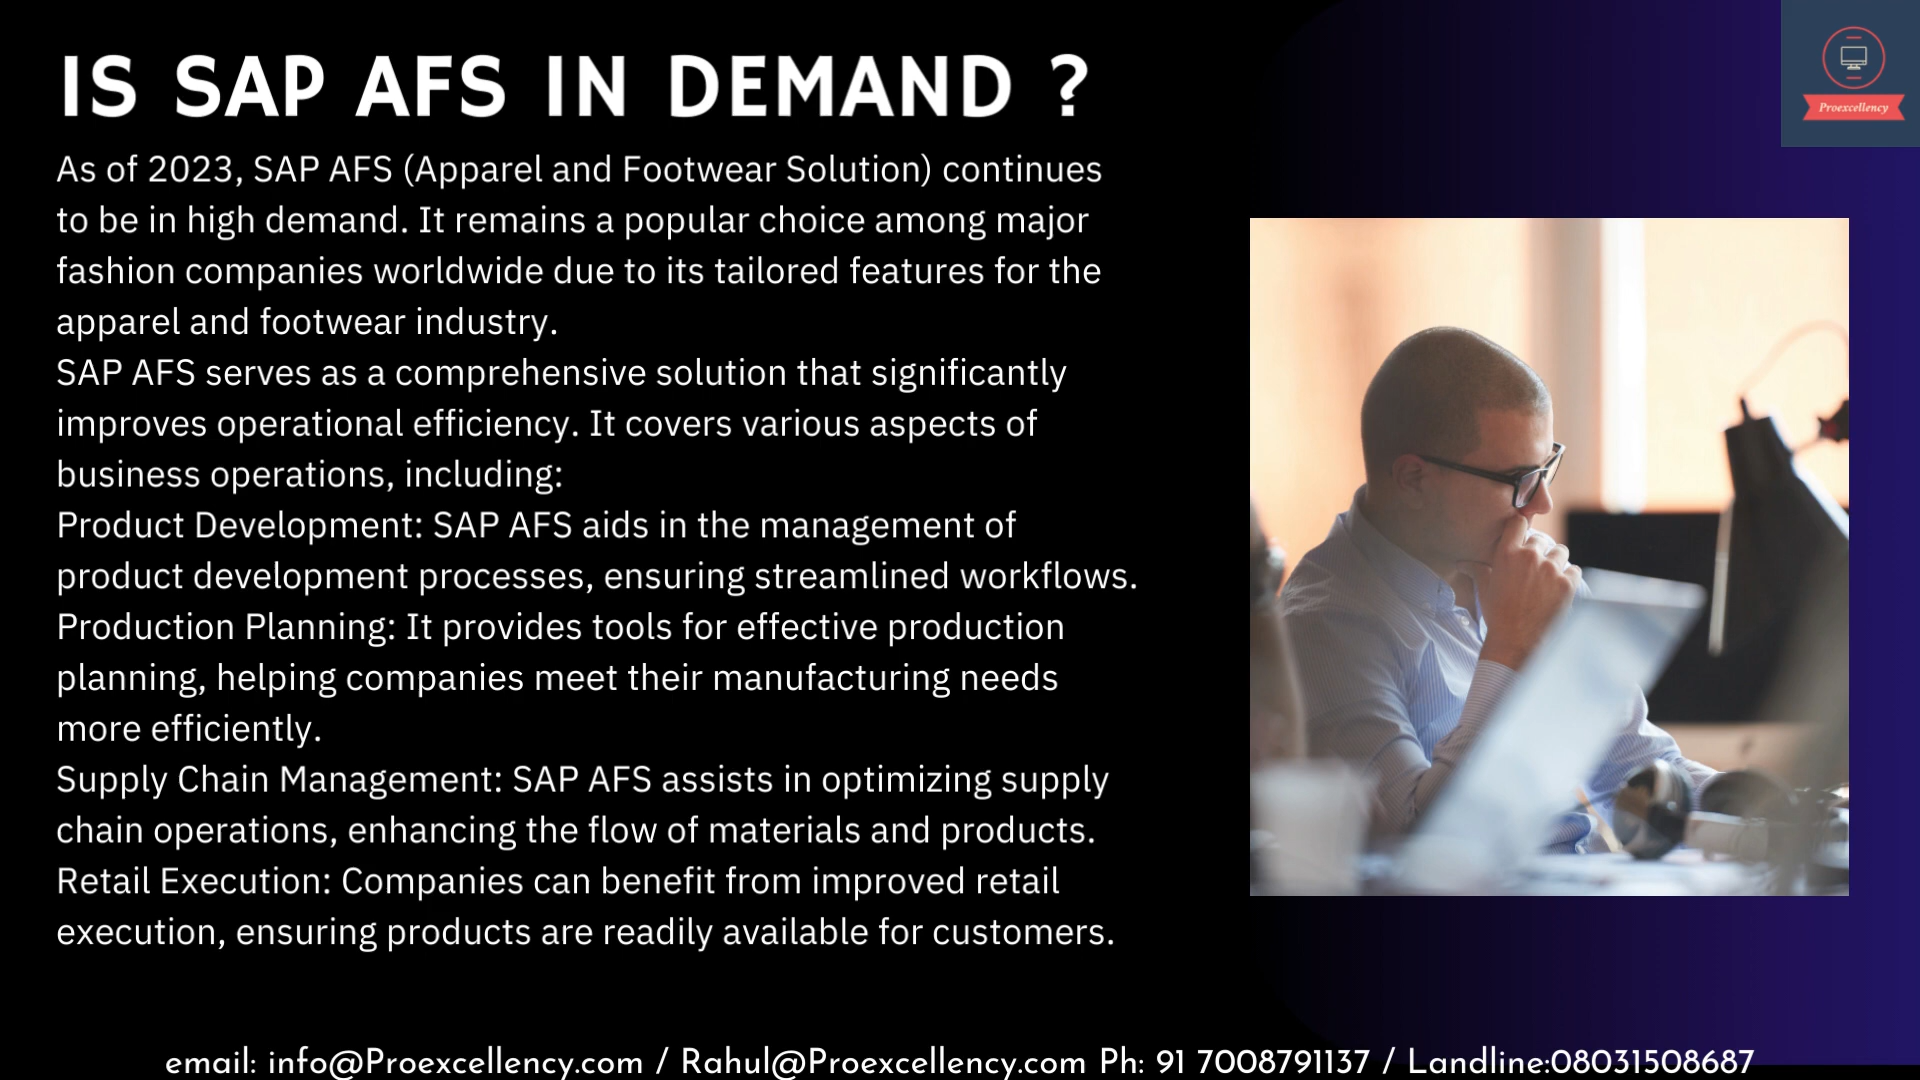 IS SAP AFS IN DEMAND ?
Proexcellency
As of 2023, SAP AFS (Apparel and Footwear Solution) continues
to be in high demand. It remains a popular choice among major
fashion companies worldwide due to its tailored features for the
apparel and footwear industry.
SAP AFS serves as a comprehensive solution that significantly
improves operational efficiency. It covers various aspects of
business operations, including:
Product Development: SAP AFS aids in the management of
product development processes, ensuring streamlined workflows.
Production Planning: It provides tools for effective production
planning, helping companies meet their manufacturing needs
more efficiently.
Supply Chain Management: SAP AFS assists in optimizing supply
chain operations, enhancing the flow of materials and products.
Retail Execution: Companies can benefit from improved retail
execution, ensuring products are readily available for customers.
email: info@Proexcellency.com / Rahul@Proexcellency.com Ph: 91 7008791137 / Landline:08031508687